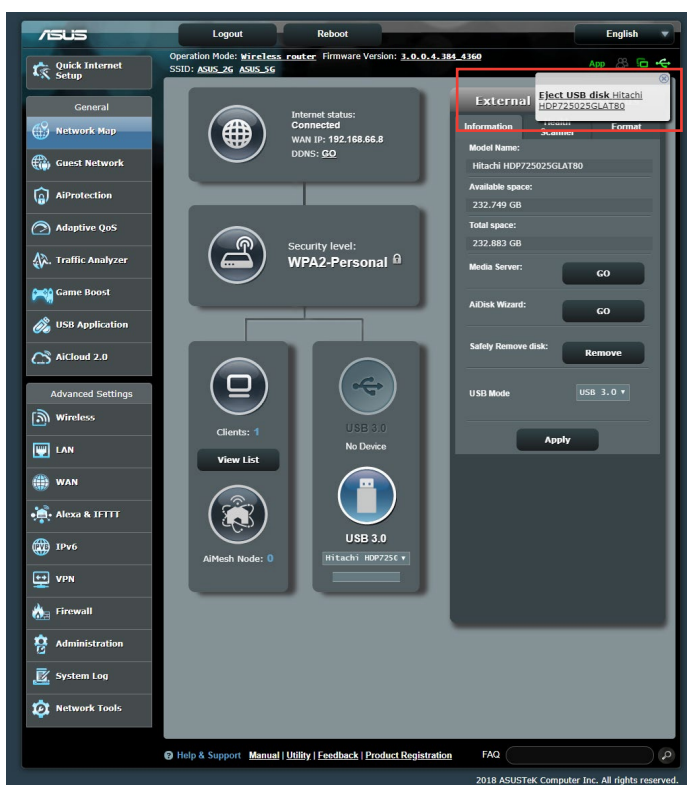 ASUS
Logout
Reboot
English
Quick Internet
Setup
Operation Mode: Wireless router Firmware Version: 3.0.0.4.384_4360
SSID: ASUS_2G ASUS_5G
App
General
Network Map
Guest Network
AiProtection
Adaptive QoS
Traffic Analyzer
Game Boost
USB Application
AiCloud 2.0
Advanced Settings
Wireless
LAN
WAN
Alexa & IFTTT
IPv6
VPN
Firewall
Administration
System Log
Network Tools
Internet status:
Connected
WAN IP: 192.168.66.8
DDNS: GO
Security level:
WPA2-Personal
Clients: 1
View List
AiMesh Node: 0
USB 3.0
No Device
USB 3.0
Hitachi HDP725(
Eject USB disk Hitachi
HDP725025GLAT80
External
Information
Health
Scanner
Format
Model Name:
Hitachi HDP725025GLAT80
Available space:
232.749 GB
Total space:
232.883 GB
Media Server:
GO
AiDisk Wizard:
GO
Safely Remove disk:
Remove
USB Mode
USB 3.0
Apply
Help & Support Manual | Utility | Feedback | Product Registration
FAQ
2018 ASUSTeK Computer Inc. All rights reserved.